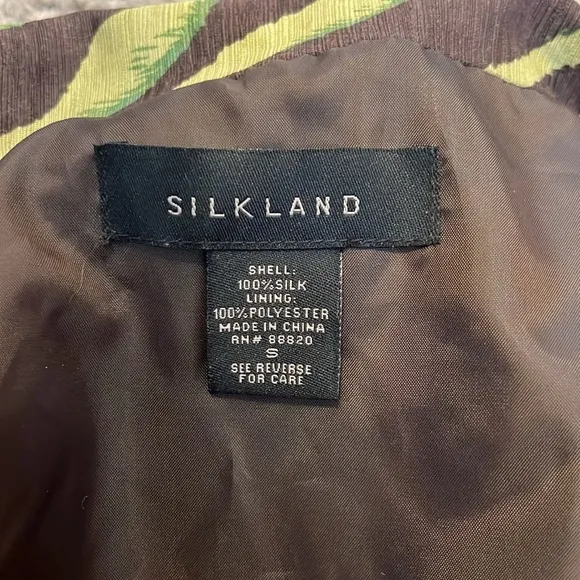 SILKLAND
SHELL:
100%SILK
LINING:
100%POLYESTER
MADE IN CHINA
RN# 88820
S
SEE REVERSE
FOR CARE